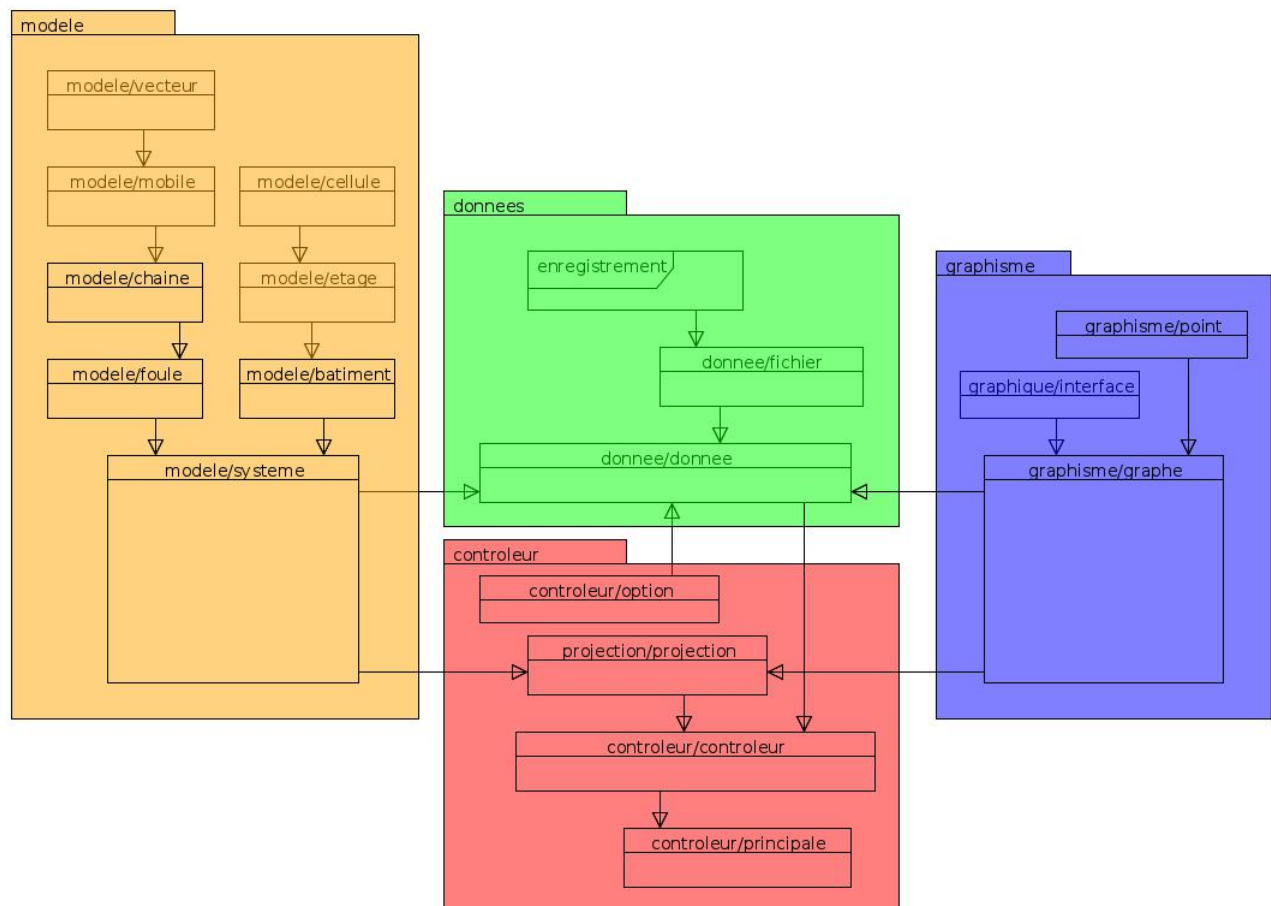 modele
modele/vecteur
modele/mobile
modele/cellule
modele/chaine
modele/etage
modele/foule
modele/batiment
modele/systeme
donnees
enregistrement
donnee/fichier
donnee/donnee
controleur
controleur/option
projection/projection
controleur/controleur
controleur/principale
graphisme
graphisme/point
graphique/interface
graphisme/graphe